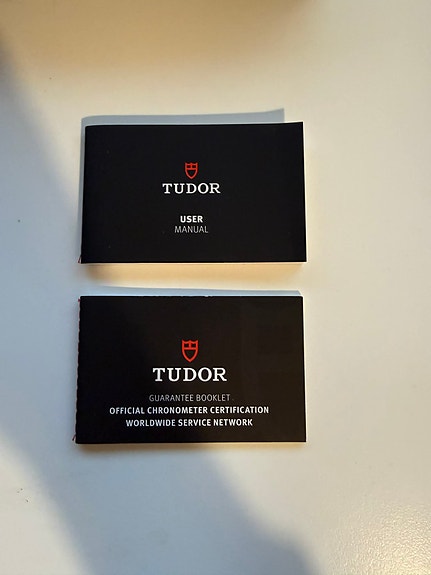 TUDOR
USER
MANUAL
TUDOR
GUARANTEE BOOKLET
OFFICIAL CHRONOMETER CERTIFICATION
WORLDWIDE SERVICE NETWORK